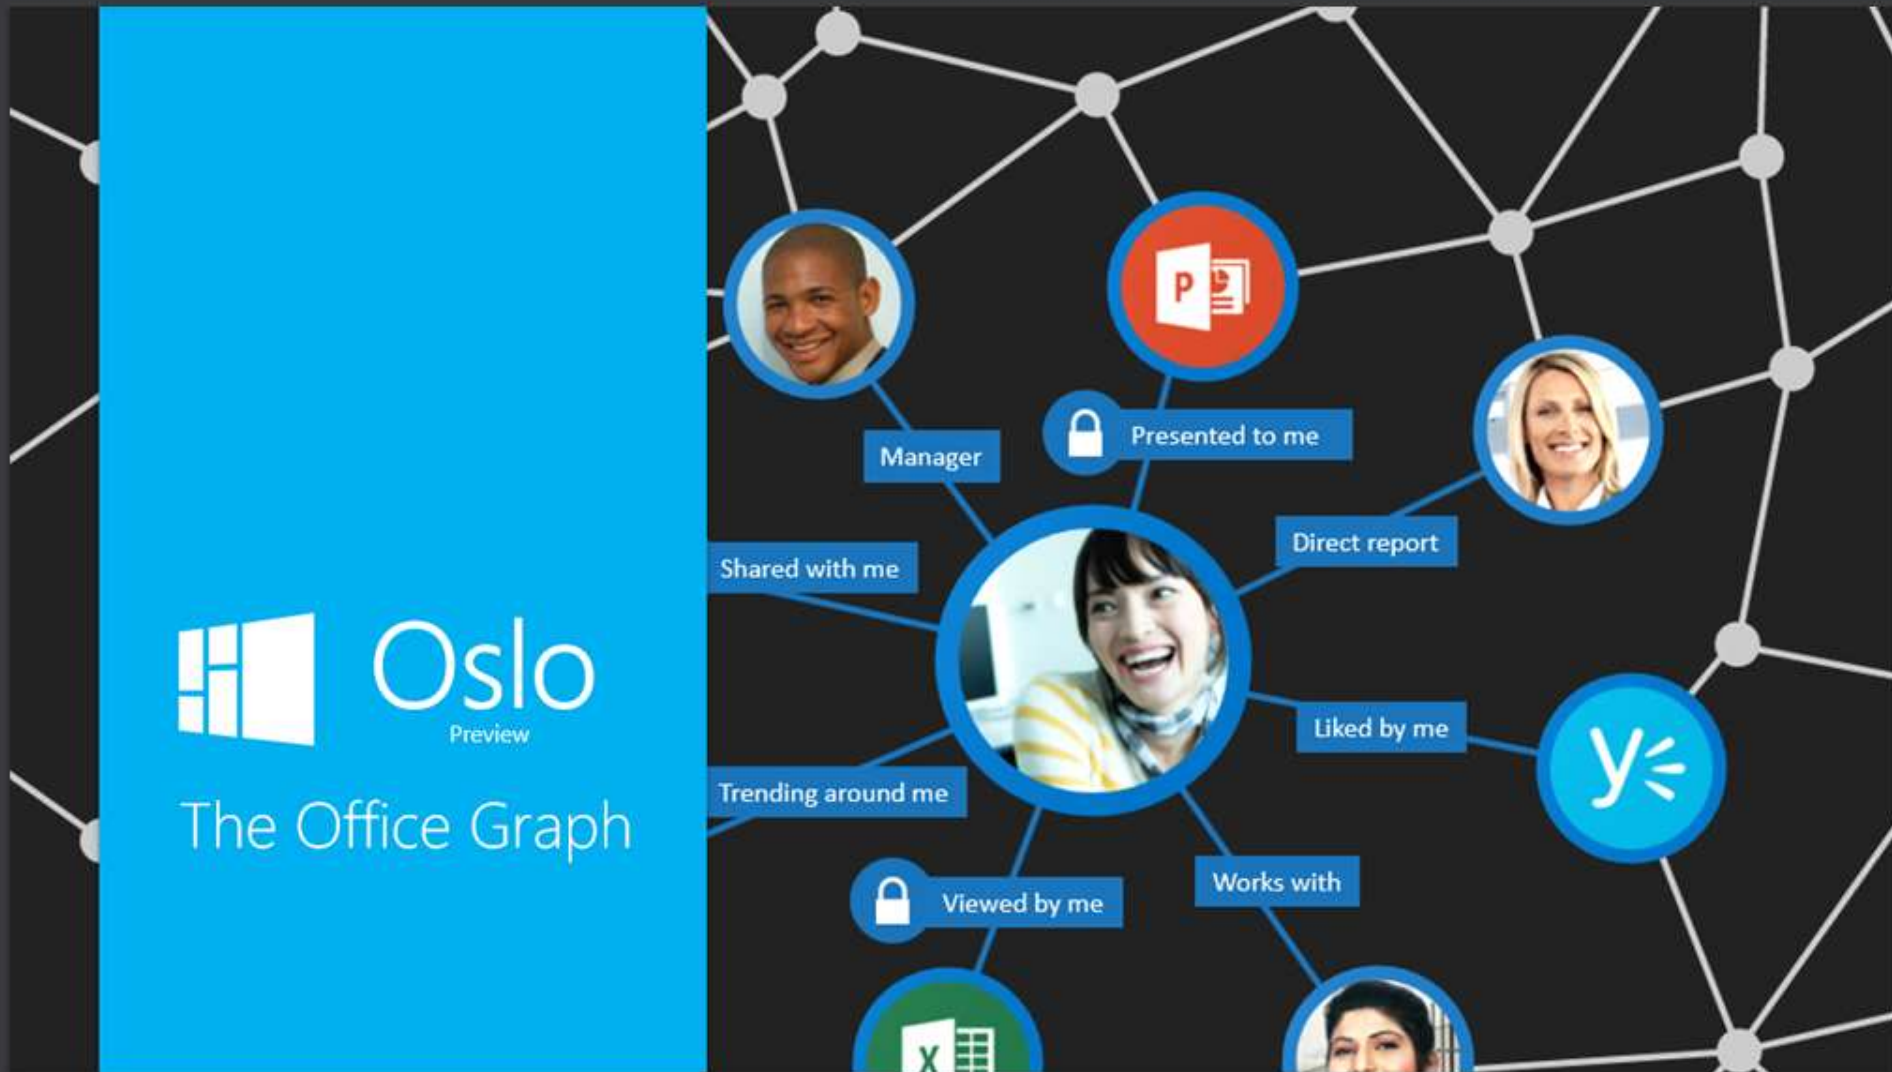 Oslo
Preview
The Office Graph
P
Manager
Presented to me
Direct report
Shared with me
Liked by me
y
Trending around me
Works with
Viewed by me
X